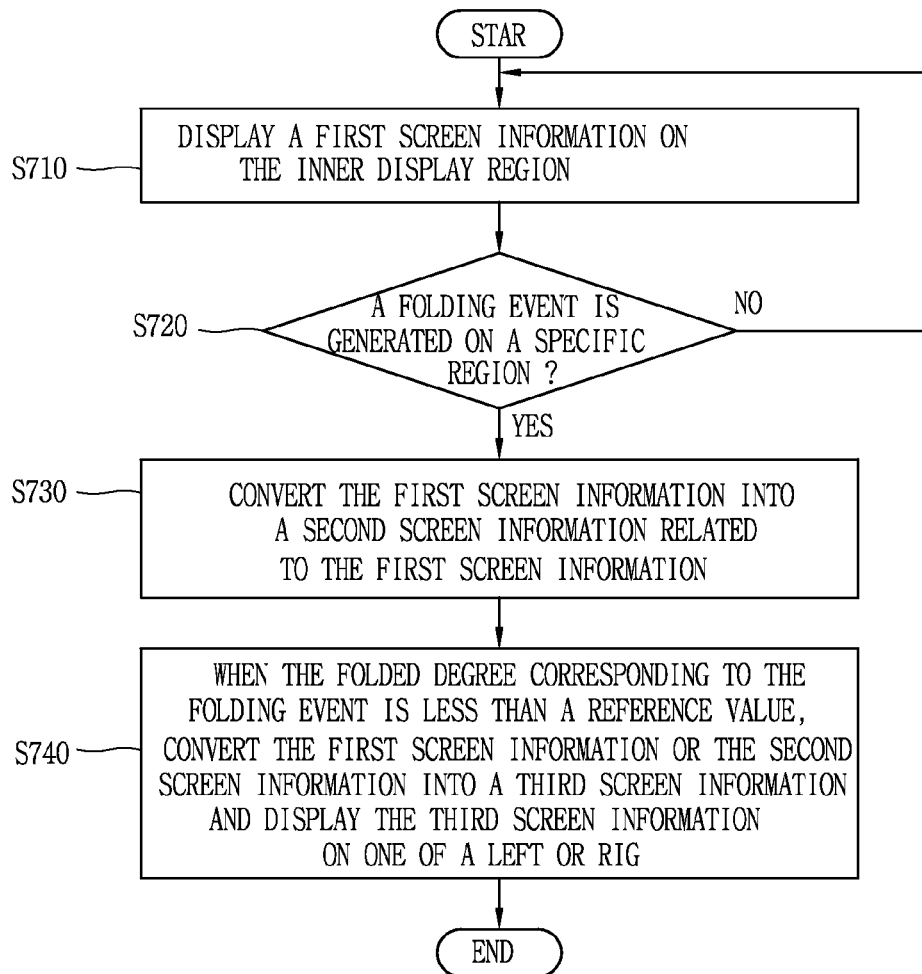 STAR
DISPLAY A FIRST SCREEN INFORMATION ON
THE INNER DISPLAY REGION
S710
A FOLDING EVENT IS
GENERATED ON A SPECIFIC
REGION ?
S720
NO
YES
CONVERT THE FIRST SCREEN INFORMATION INTO
A SECOND SCREEN INFORMATION RELATED
TO THE FIRST SCREEN INFORMATION
S730
WHEN THE FOLDED DEGREE CORRESPONDING TO THE
FOLDING EVENT IS LESS THAN A REFERENCE VALUE,
CONVERT THE FIRST SCREEN INFORMATION OR THE SECOND
SCREEN INFORMATION INTO A THIRD SCREEN INFORMATION
AND DISPLAY THE THIRD SCREEN INFORMATION
ON ONE OF A LEFT OR RIG
S740
END